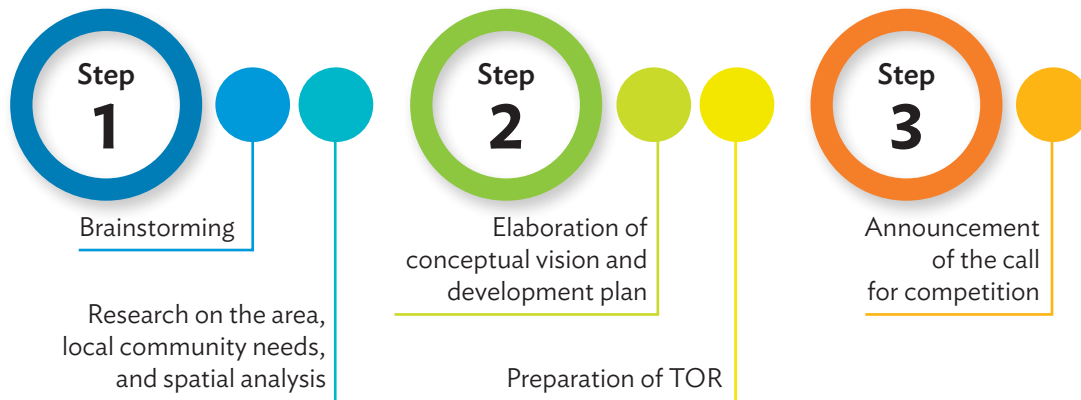 Step
1
Brainstorming
Research on the area,
local community needs,
and spatial analysis
Step
2
Elaboration of
conceptual vision and
development plan
Preparation of TOR
Step
3
Announcement
of the call
for competition